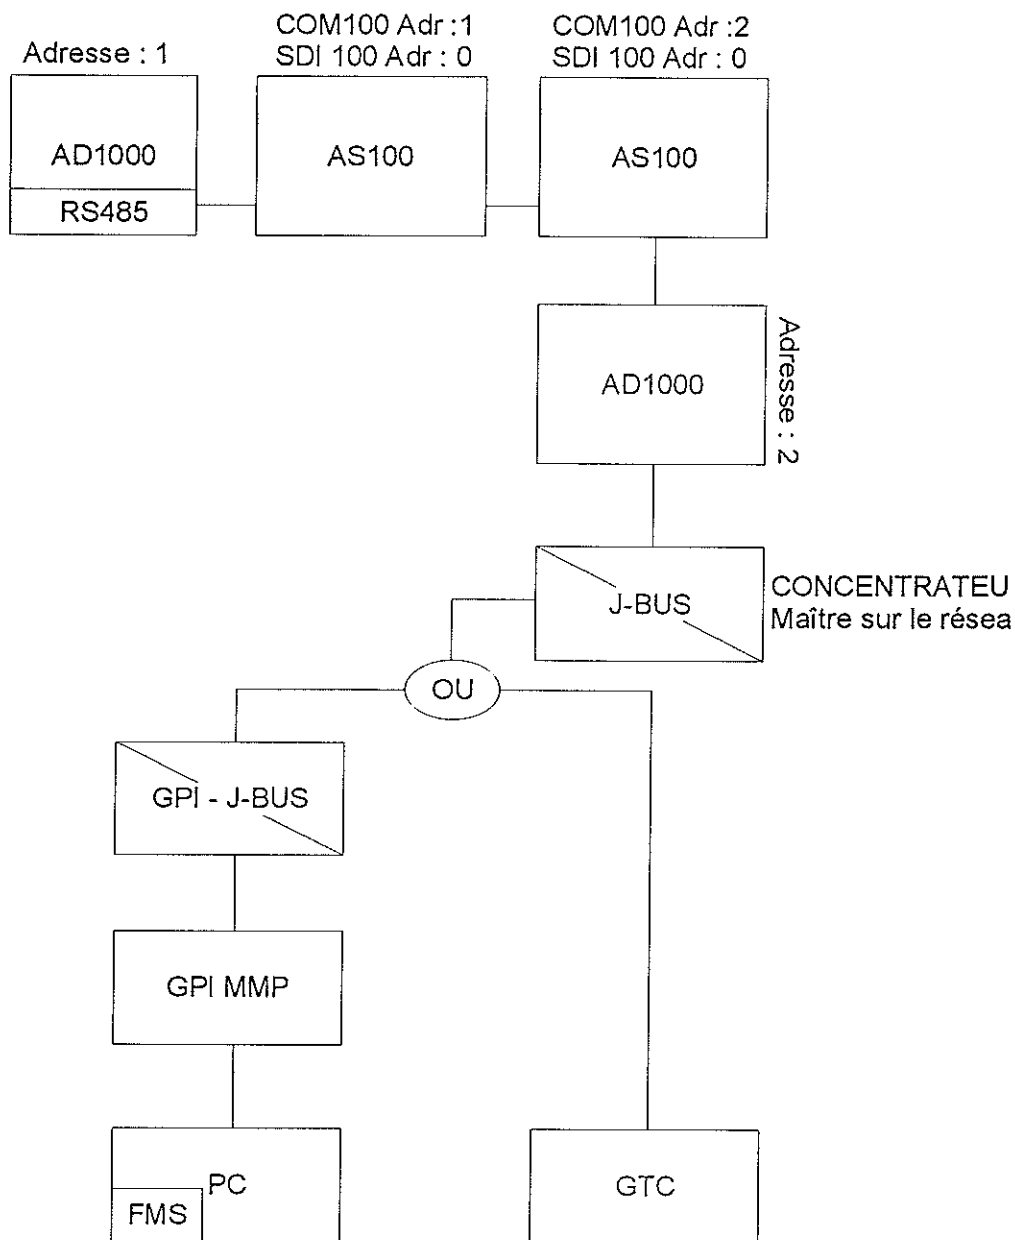 Adresse : 1
COM100 Adr :1
SDI 100 Adr : 0
COM100 Adr :2
SDI 100 Adr : 0
AD1000
RS485
AS100
AS100
AD1000
Adresse : 2
J-BUS
CONCENTRATEU
Maître sur le résea
OU
GPI - J-BUS
GPI MMP
PC
FMS
GTC